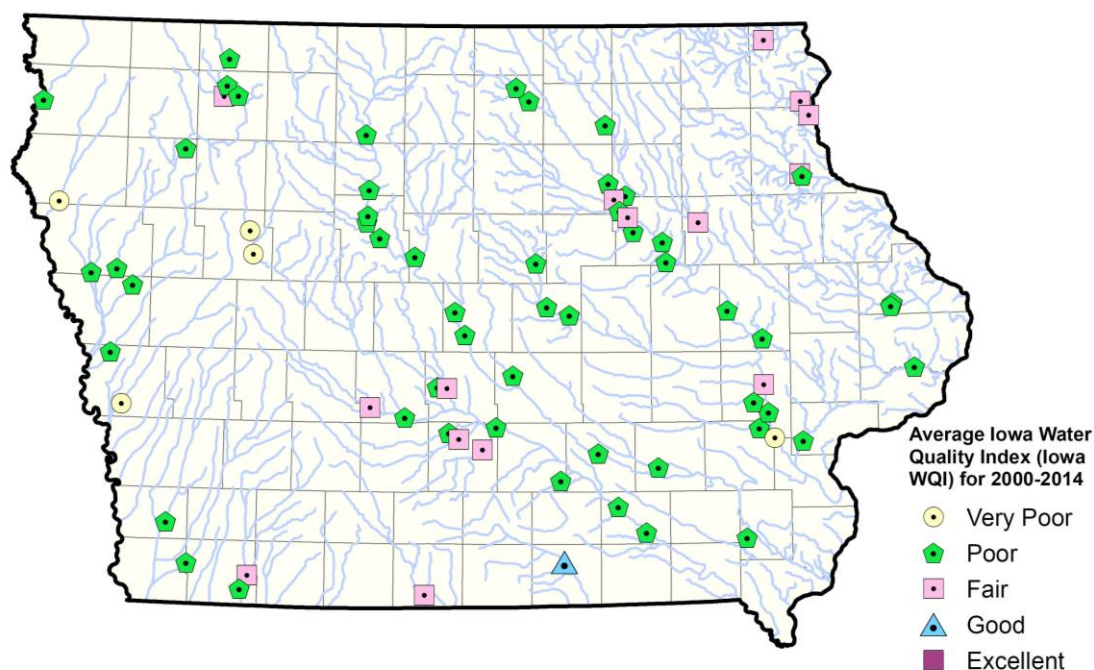 Average Iowa Water
Quality Index (Iowa
WQI) for 2000-2014
Very Poor
Poor
Fair
Good
Excellent